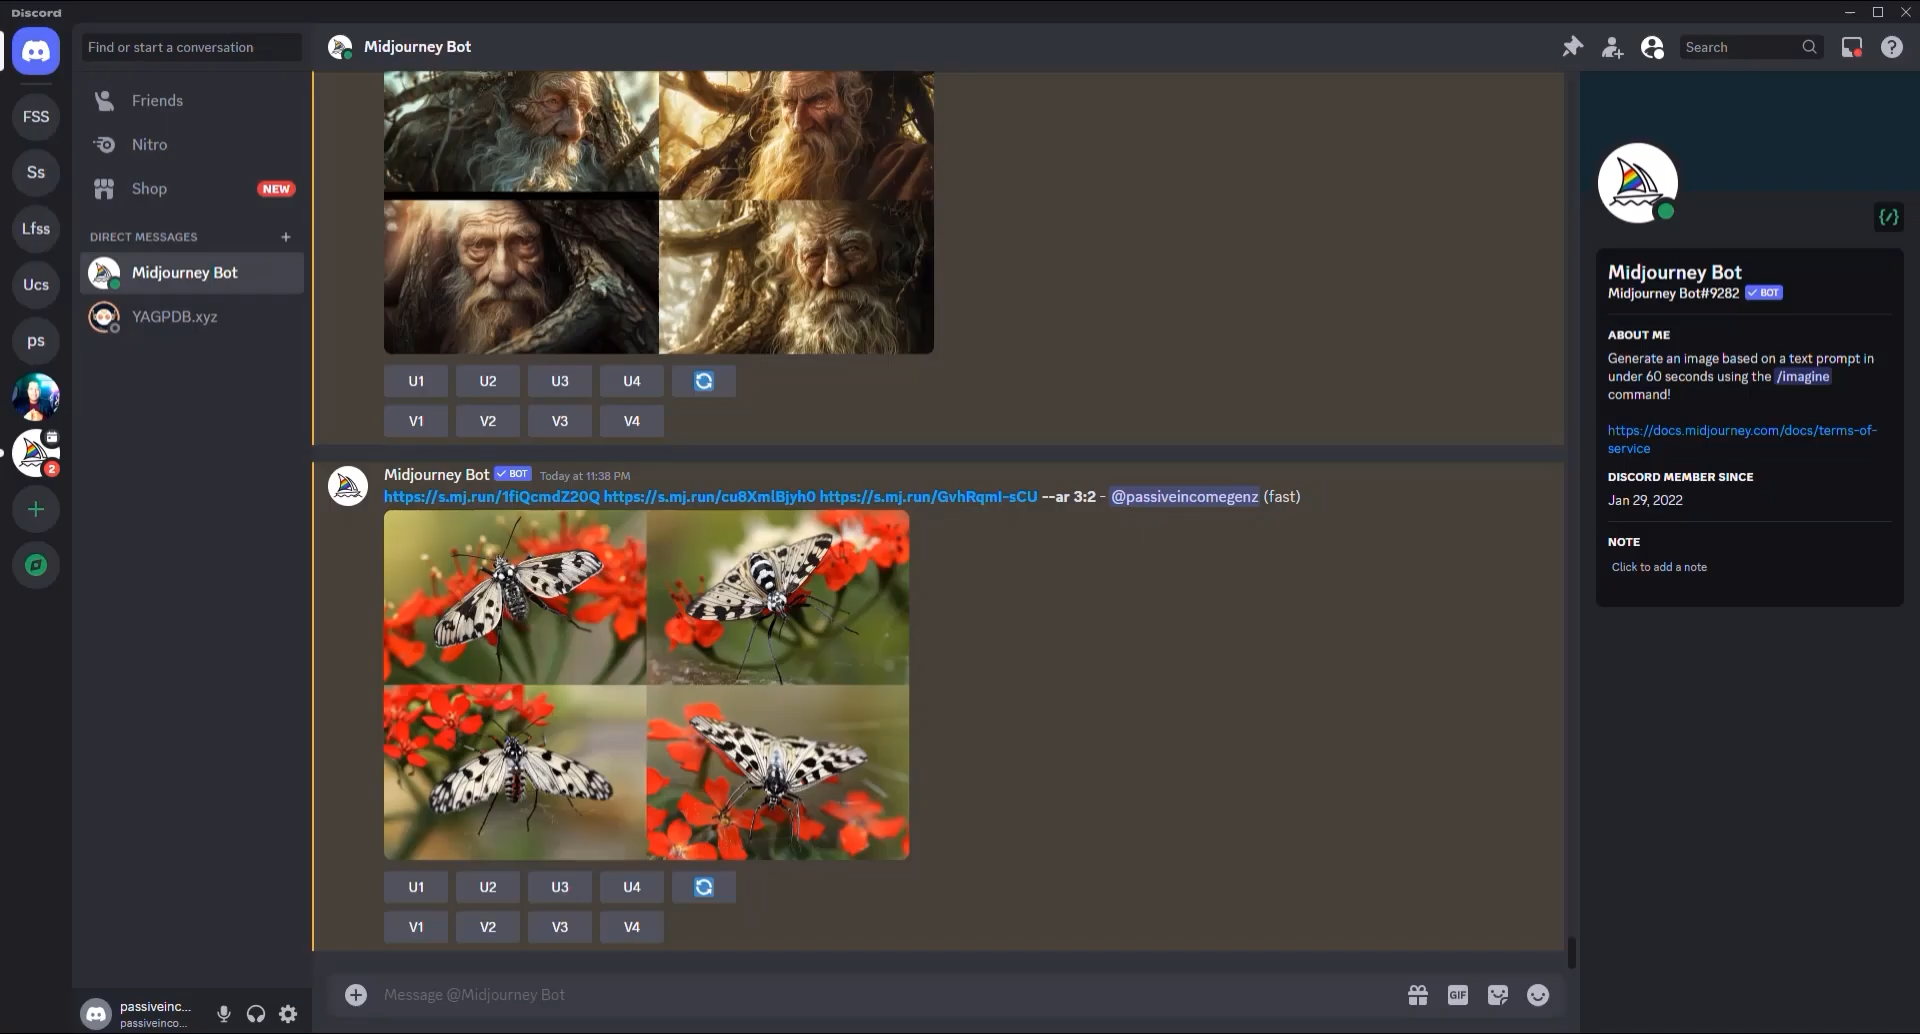 Discord
Find or start a conversation
Midjourney Bot
Search
FSS
Ss
Lfss
Ucs
ps
2
Friends
Nitro
Shop
NEW
DIRECT MESSAGES
Midjourney Bot
YAGPDB.xyz
U1 U2 U3 U4
V1 V2 V3 V4
Midjourney Bot BOT Today at 11:38 PM
https://s.mj.run/1fiQcmdZ20Q https://s.mj.run/cu8XmlBjyh0 https://s.mj.run/GvhRqmI-sCU --ar 3:2 - @passiveincomegenz (fast)
U1 U2 U3 U4
V1 V2 V3 V4
Message @Midjourney Bot
GIF
passiveinc...
passiveinco...
Midjourney Bot
Midjourney Bot#9282 BOT
ABOUT ME
Generate an image based on a text prompt in
under 60 seconds using the /imagine
command!
https://docs.midjourney.com/docs/terms-of-
service
DISCORD MEMBER SINCE
Jan 29, 2022
NOTE
Click to add a note